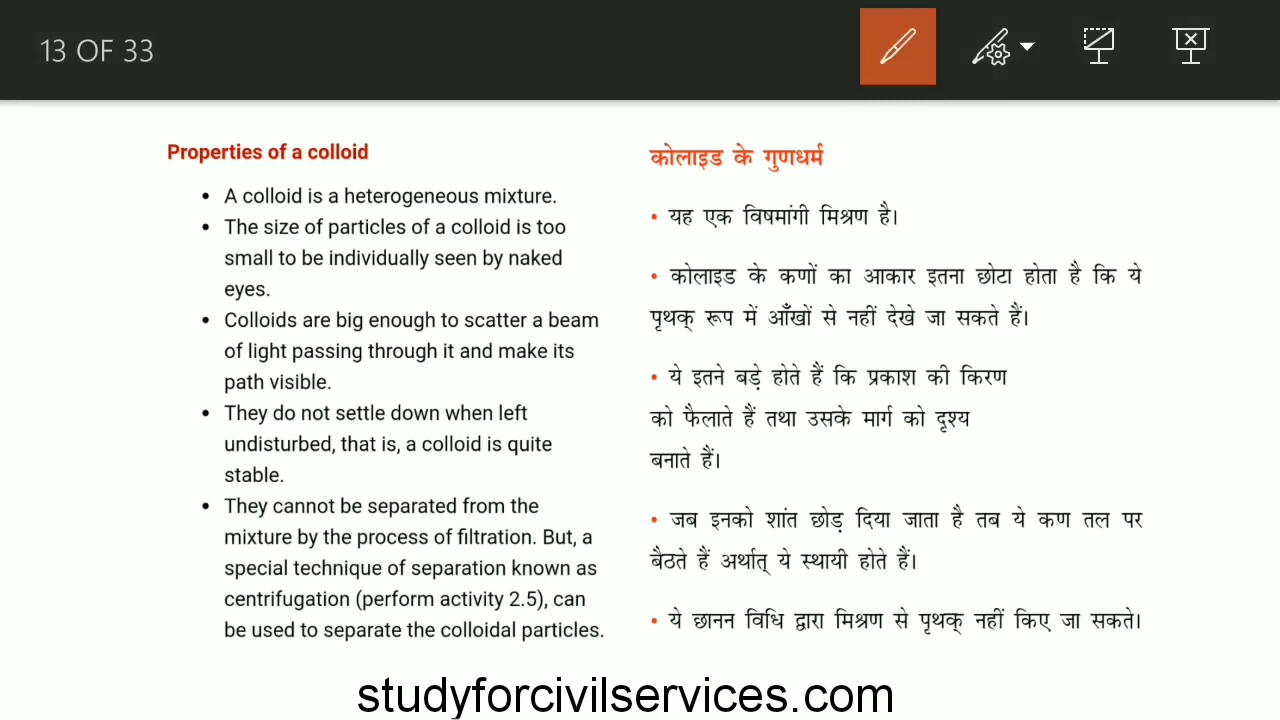 13 OF 33
Properties of a colloid
• A colloid is a heterogeneous mixture.
• The size of particles of a colloid is too
small to be individually seen by naked
eyes.
• Colloids are big enough to scatter a beam
of light passing through it and make its
path visible.
• They do not settle down when left
undisturbed, that is, a colloid is quite
stable.
• They cannot be separated from the
mixture by the process of filtration. But, a
special technique of separation known as
centrifugation (perform activity 2.5), can
be used to separate the colloidal particles.
कोलाइड के गुणधर्म
• यह एक विषमांगी मिश्रण है।
• कोलाइड के कणों का आकार इतना छोटा होता है कि ये
पृथक् रूप में आँखों से नहीं देखे जा सकते हैं।
• ये इतने बड़े होते हैं कि प्रकाश की किरण
को फैलाते हैं तथा उसके मार्ग को दृश्य
बनाते हैं।
• जब इनको शांत छोड़ दिया जाता है तब ये कण तल पर
बैठते हैं अर्थात् ये स्थायी होते हैं।
• ये छानन विधि द्वारा मिश्रण से पृथक् नहीं किए जा सकते।
studyforcivilservices.com